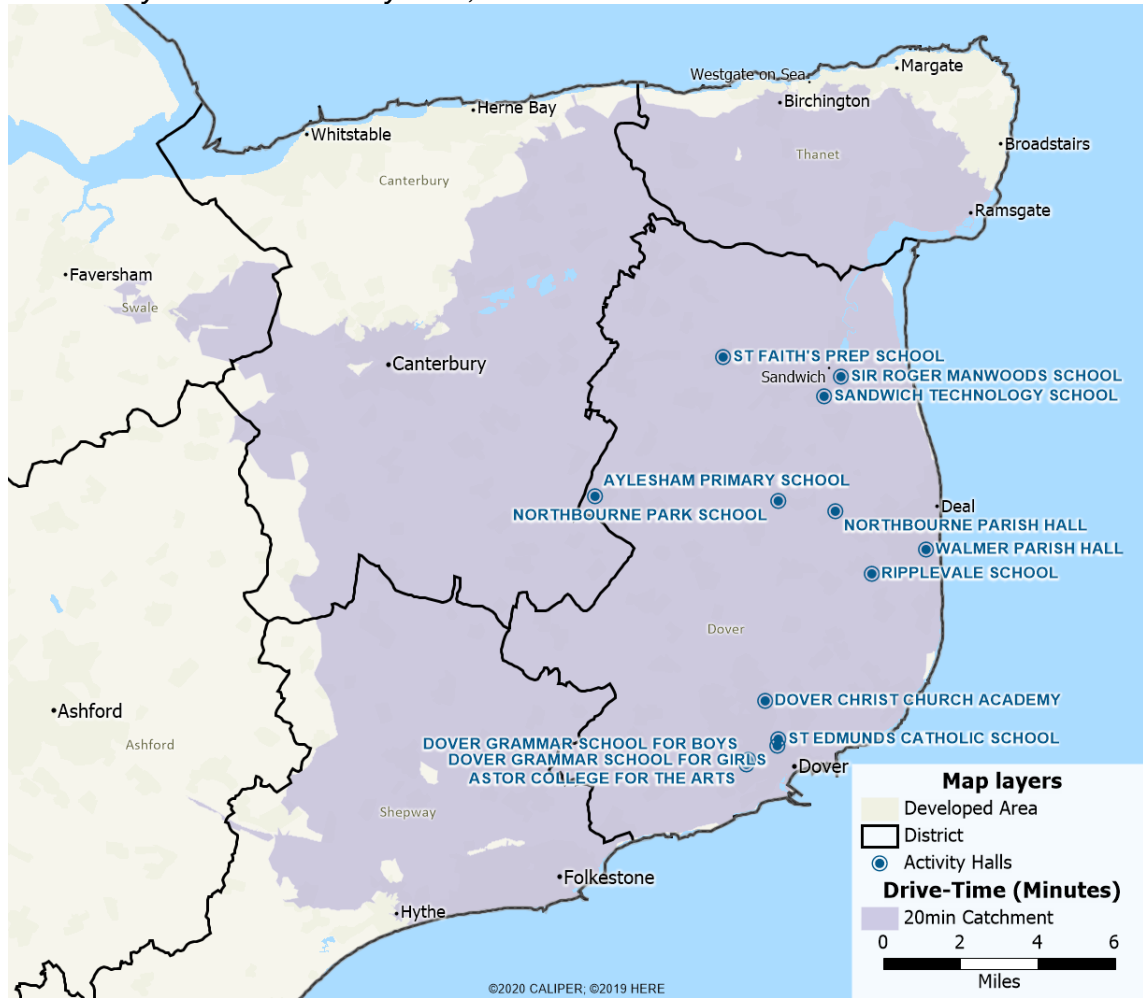 Margate
Westgate on Sea
Birchington
Herne Bay
Whitstable
Broadstairs
Thanet
Canterbury
Ramsgate
Faversham
Swale
ST FAITH'S PREP SCHOOL
Canterbury
Sandwich
SIR ROGER MANWOODS SCHOOL
SANDWICH TECHNOLOGY SCHOOL
AYLESHAM PRIMARY SCHOOL
Deal
NORTHBOURNE PARK SCHOOL
NORTHBOURNE PARISH HALL
WALMER PARISH HALL
RIPPLEVALE SCHOOL
Dover
DOVER CHRIST CHURCH ACADEMY
Ashford
Ashford
DOVER GRAMMAR SCHOOL FOR BOYS
ST EDMUNDS CATHOLIC SCHOOL
DOVER GRAMMAR SCHOOL FOR GIRLS
Dover
ASTOR COLLEGE FOR THE ARTS
Shepway
Folkestone
Hythe
Map layers
Developed Area
District
Activity Halls
Drive-Time (Minutes)
20min Catchment
0 2 4 6
Miles
©2020 CALIPER; ©2019 HERE